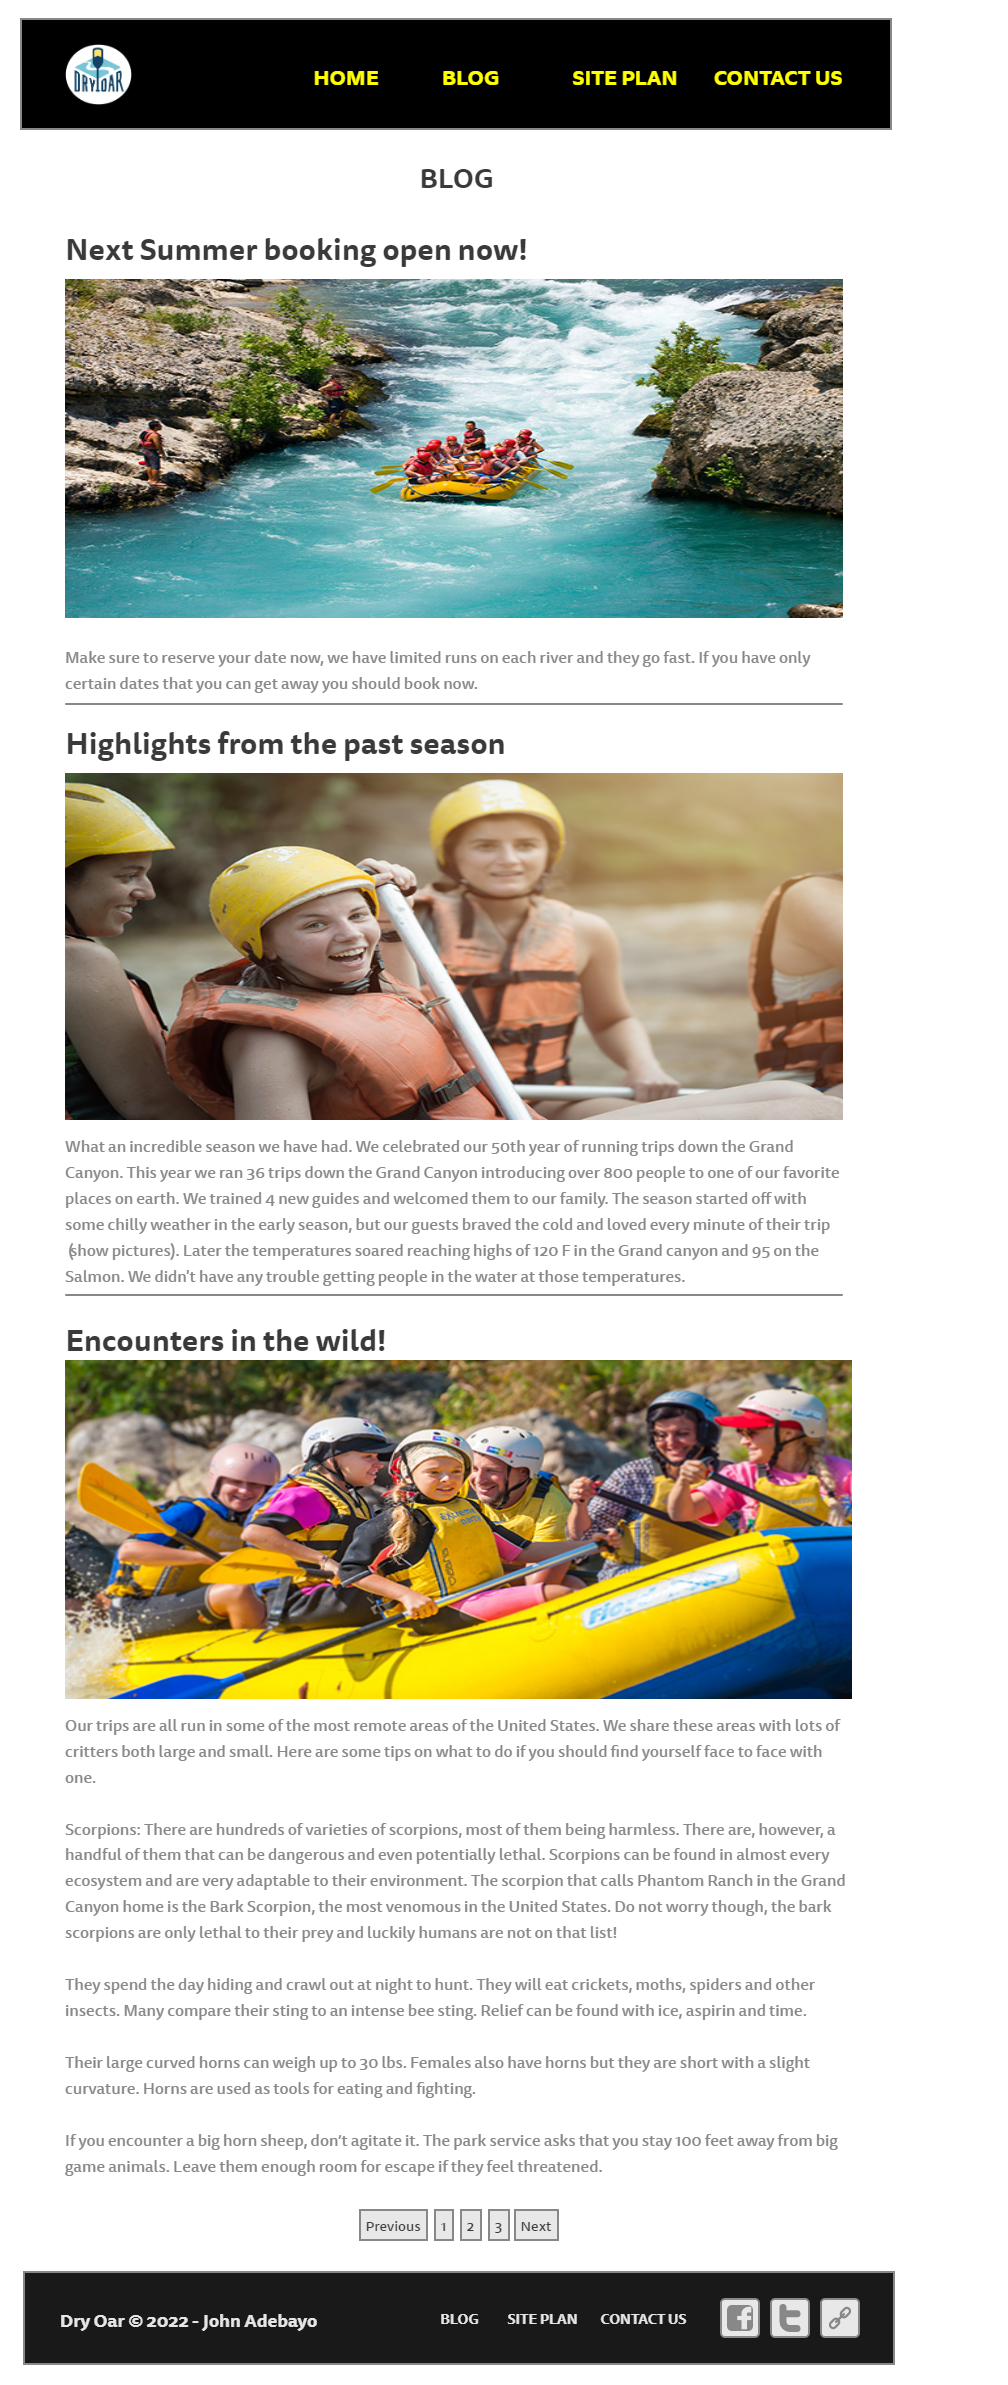 DRYOAR
HOME BLOG SITE PLAN CONTACT US
BLOG
Next Summer booking open now!
Make sure to reserve your date now, we have limited runs on each river and they go fast. If you have only
certain dates that you can get away you should book now.
Highlights from the past season
What an incredible season we have had. We celebrated our 50th year of running trips down the Grand
Canyon. This year we ran 36 trips down the Grand Canyon introducing over 800 people to one of our favorite
places on earth. We trained 4 new guides and welcomed them to our family. The season started off with
some chilly weather in the early season, but our guests braved the cold and loved every minute of their trip
(show pictures). Later the temperatures soared reaching highs of 120 F in the Grand canyon and 95 on the
Salmon. We didn't have any trouble getting people in the water at those temperatures.
Encounters in the wild!
Our trips are all run in some of the most remote areas of the United States. We share these areas with lots of
critters both large and small. Here are some tips on what to do if you should find yourself face to face with
one.
Scorpions: There are hundreds of varieties of scorpions, most of them being harmless. There are, however, a
handful of them that can be dangerous and even potentially lethal. Scorpions can be found in almost every
ecosystem and are very adaptable to their environment. The scorpion that calls Phantom Ranch in the Grand
Canyon home is the Bark Scorpion, the most venomous in the United States. Do not worry though, the bark
scorpions are only lethal to their prey and luckily humans are not on that list!
They spend the day hiding and crawl out at night to hunt. They will eat crickets, moths, spiders and other
insects. Many compare their sting to an intense bee sting. Relief can be found with ice, aspirin and time.
Their large curved horns can weigh up to 30 lbs. Females also have horns but they are short with a slight
curvature. Horns are used as tools for eating and fighting.
If you encounter a big horn sheep, don't agitate it. The park service asks that you stay 100 feet away from big
game animals. Leave them enough room for escape if they feel threatened.
Previous 1 2 3 Next
Dry Oar © 2022 - John Adebayo BLOG SITE PLAN CONTACT US